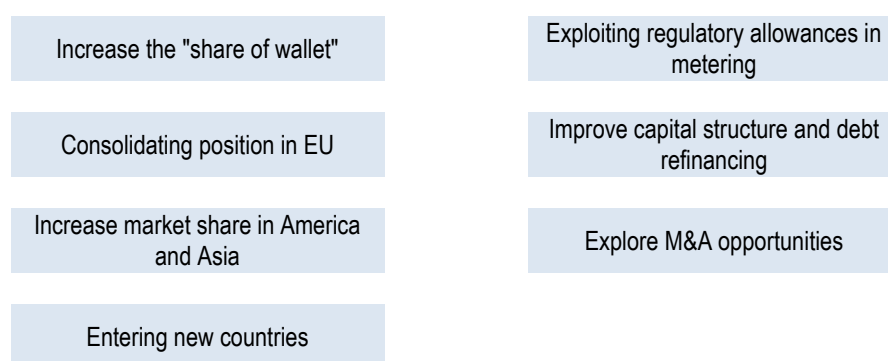 Increase the "share of wallet"
Consolidating position in EU
Increase market share in America
and Asia
Entering new countries
Exploiting regulatory allowances in
metering
Improve capital structure and debt
refinancing
Explore M&A opportunities